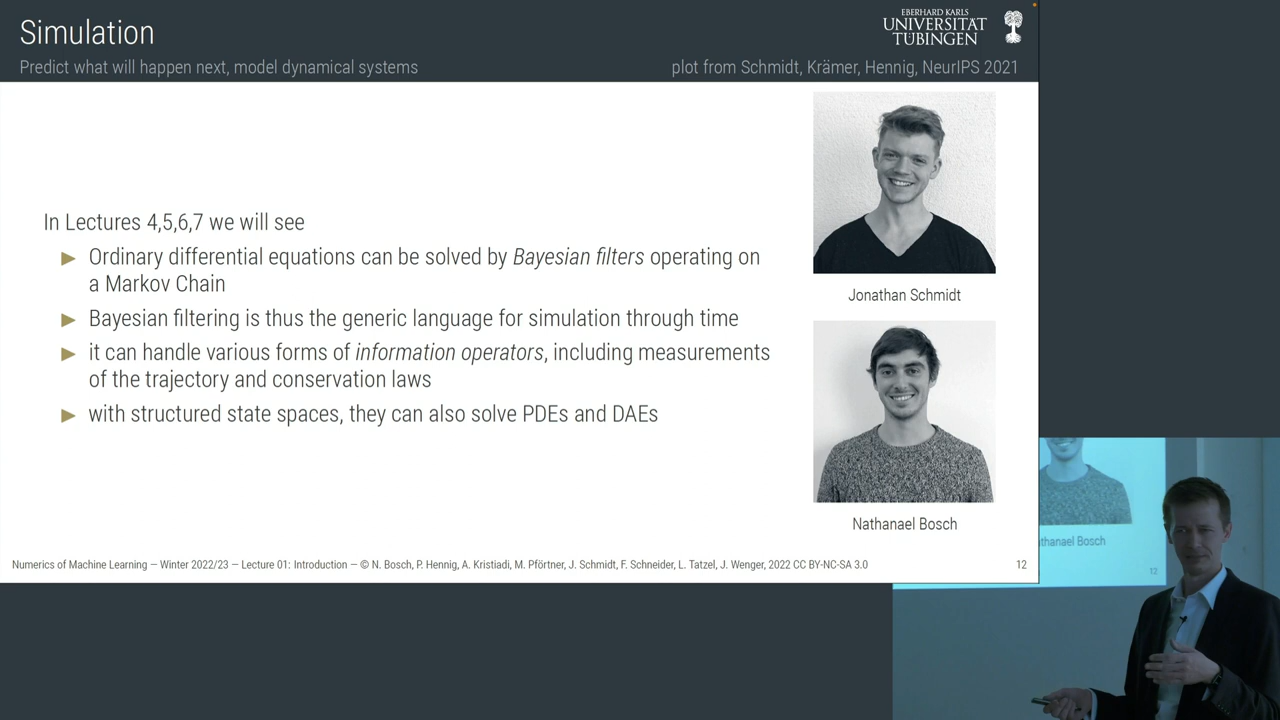 Simulation
Predict what will happen next, model dynamical systems
EBERHARD KARLS
UNIVERSITÄT
TÜBINGEN
plot from Schmidt, Krämer, Hennig, NeurIPS 2021
In Lectures 4,5,6,7 we will see
▶ Ordinary differential equations can be solved by Bayesian filters operating on
a Markov Chain
▶ Bayesian filtering is thus the generic language for simulation through time
▶ it can handle various forms of information operators, including measurements
of the trajectory and conservation laws
▶ with structured state spaces, they can also solve PDEs and DAEs
Jonathan Schmidt
Nathanael Bosch
Numerics of Machine Learning — Winter 2022/23 — Lecture 01: Introduction — © N. Bosch, P. Hennig, A. Kristiadi, M. Pförtner, J. Schmidt, F. Schneider, L. Tatzel, J. Wenger, 2022 CC BY-NC-SA 3.0
12
thanael Bosch
12